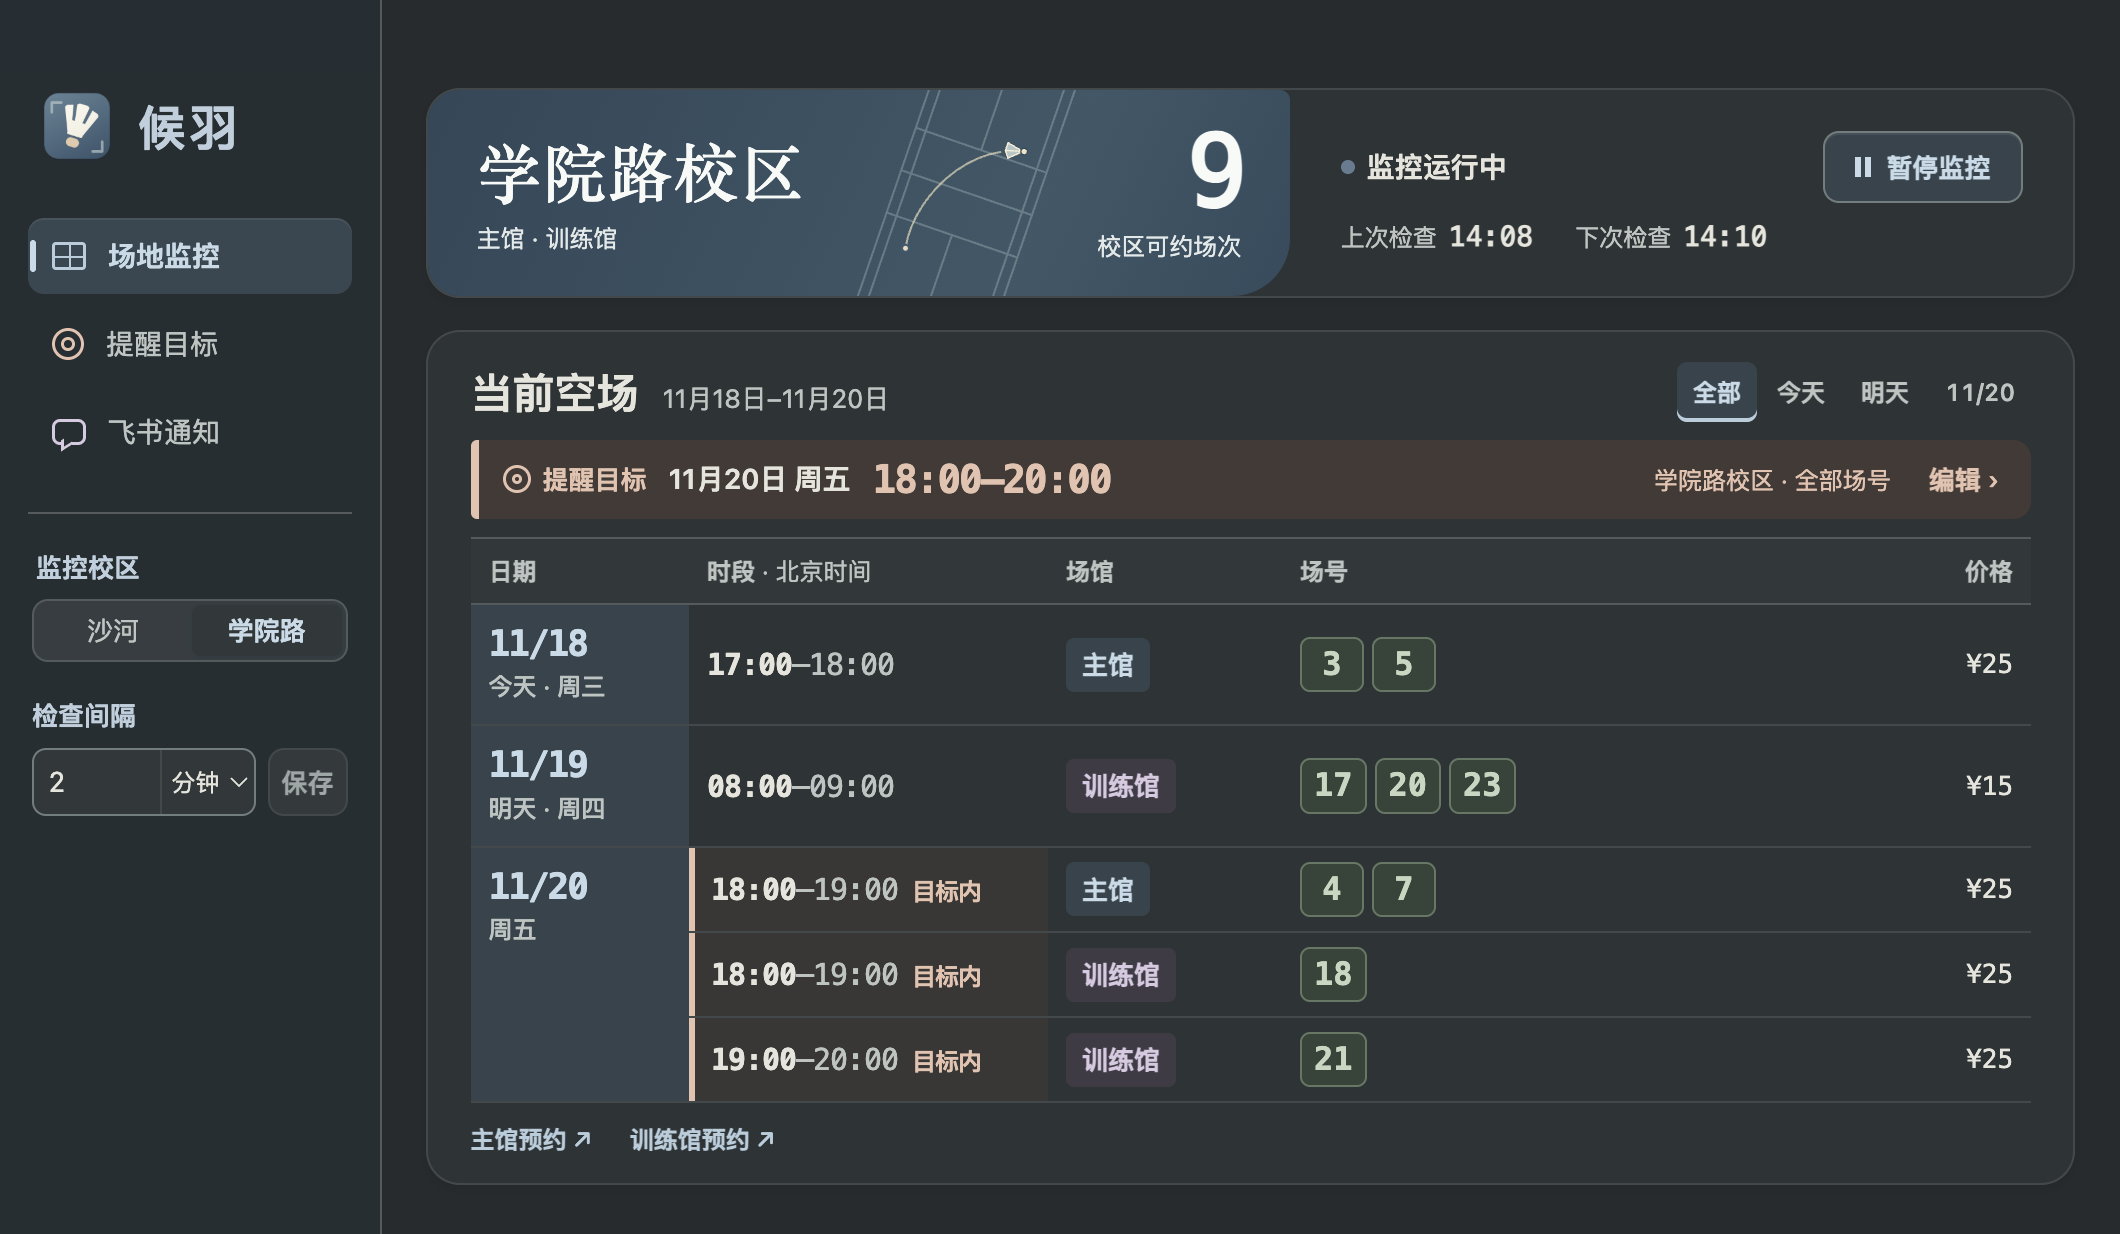 候羽
场地监控
提醒目标
飞书通知
监控校区
沙河 学院路
检查间隔
2 分钟 保存
学院路校区
主馆 · 训练馆
9
校区可约场次
监控运行中
暂停监控
上次检查 14:08 下次检查 14:10
当前空场 11月18日–11月20日
全部 今天 明天 11/20
提醒目标 11月20日 周五 18:00—20:00 学院路校区 · 全部场号 编辑 ›
日期 时段 · 北京时间 场馆 场号 价格
11/18
今天 · 周三
17:00—18:00 主馆 3 5 ¥25
11/19
明天 · 周四
08:00—09:00 训练馆 17 20 23 ¥15
11/20
周五
18:00—19:00 目标内 主馆 4 7 ¥25
18:00—19:00 目标内 训练馆 18 ¥25
19:00—20:00 目标内 训练馆 21 ¥25
主馆预约 ↗ 训练馆预约 ↗